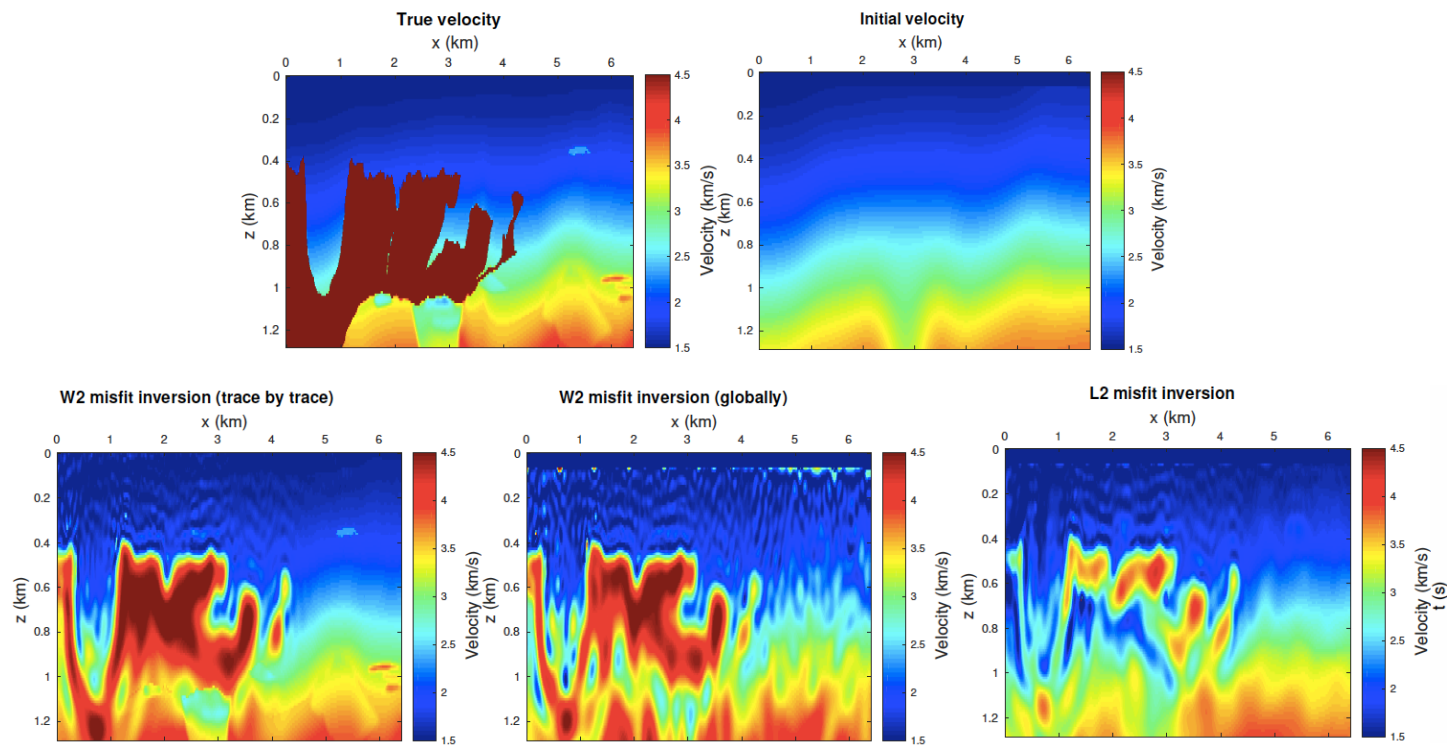 True velocity
x (km)
0 1 2 3 4 5 6
0
0.2
0.4
0.6
0.8
1
1.2
z (km)
4.5
4
3.5
3
2.5
2
1.5
Velocity (km/s)
Initial velocity
x (km)
0 1 2 3 4 5 6
0
0.2
0.4
0.6
0.8
1
1.2
z (km)
4.5
4
3.5
3
2.5
2
1.5
Velocity (km/s)
W2 misfit inversion (trace by trace)
x (km)
0 1 2 3 4 5 6
0
0.2
0.4
0.6
0.8
1
1.2
z (km)
4.5
4
3.5
3
2.5
2
1.5
Velocity (km/s)
W2 misfit inversion (globally)
x (km)
0 1 2 3 4 5 6
0
0.2
0.4
0.6
0.8
1
1.2
z (km)
4.5
4
3.5
3
2.5
2
1.5
Velocity (km/s)
L2 misfit inversion
x (km)
0 1 2 3 4 5 6
0
0.2
0.4
0.6
0.8
1
1.2
z (km)
4.5
4
3.5
3
2.5
2
1.5
Velocity (km/s)
t (s)